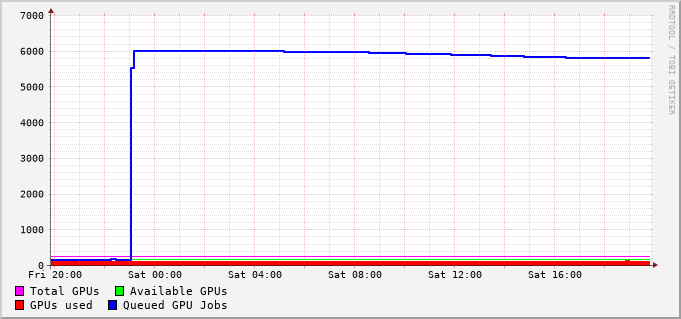 7000
6000
5000
4000
3000
2000
1000
0
Fri 20:00 Sat 00:00 Sat 04:00 Sat 08:00 Sat 12:00 Sat 16:00
Total GPUs Available GPUs
GPUs used Queued GPU Jobs
RRDTOOL / TOBI OETIKER